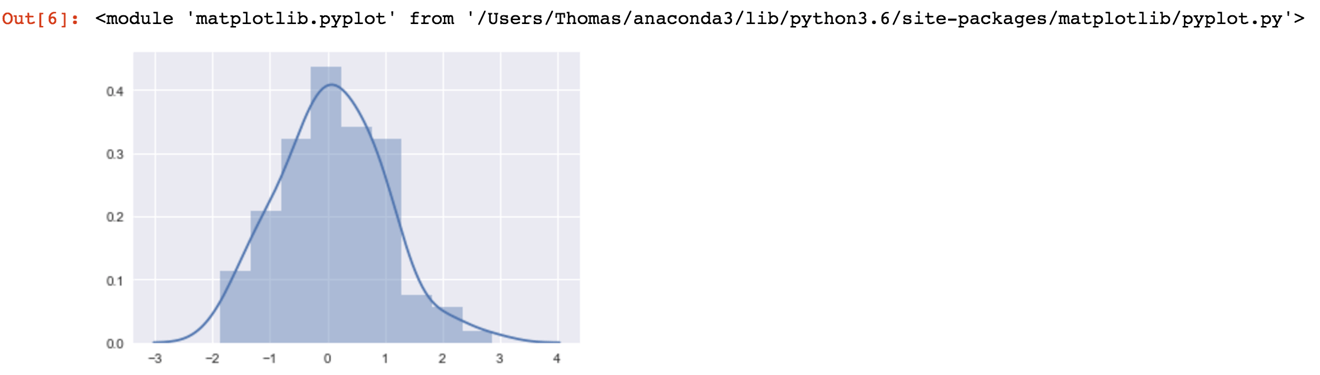 Out[6]: <module 'matplotlib.pyplot' from '/Users/Thomas/anaconda3/lib/python3.6/site-packages/matplotlib/pyplot.py'>
0.4
0.3
0.2
0.1
0.0
−3 −2 −1 0 1 2 3 4